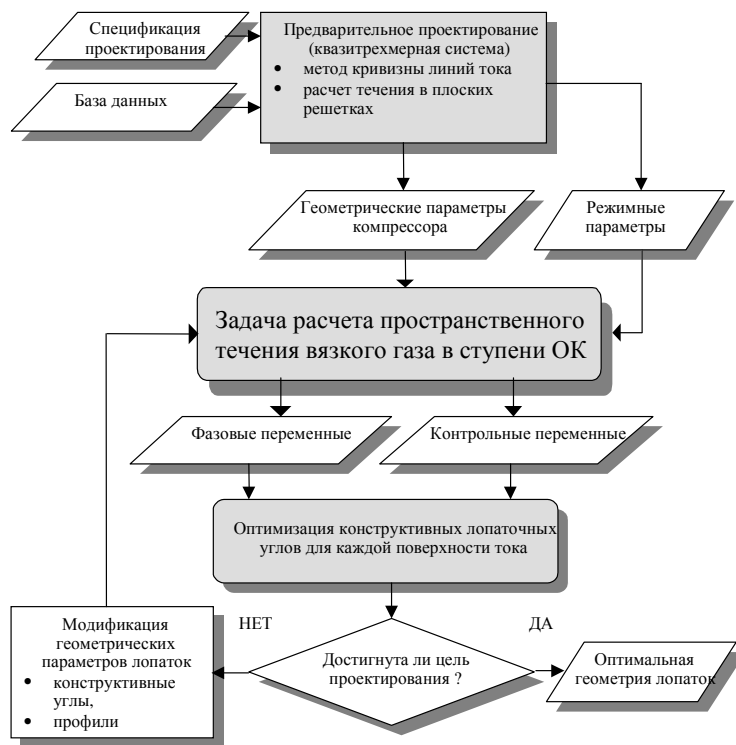 Спецификация
проектирования
Предварительное проектирование
(квазитрехмерная система)
• метод кривизны линий тока
• расчет течения в плоских
решетках
База данных
Геометрические параметры
компрессора
Режимные
параметры
Задача расчета пространственного
течения вязкого газа в ступени ОК
Фазовые переменные
Контрольные переменные
Оптимизация конструктивных лопаточных
углов для каждой поверхности тока
Модификация
геометрических
параметров лопаток
• конструктивные
углы,
• профили
НЕТ
ДА
Достигнута ли цель
проектирования ?
Оптимальная
геометрия лопаток